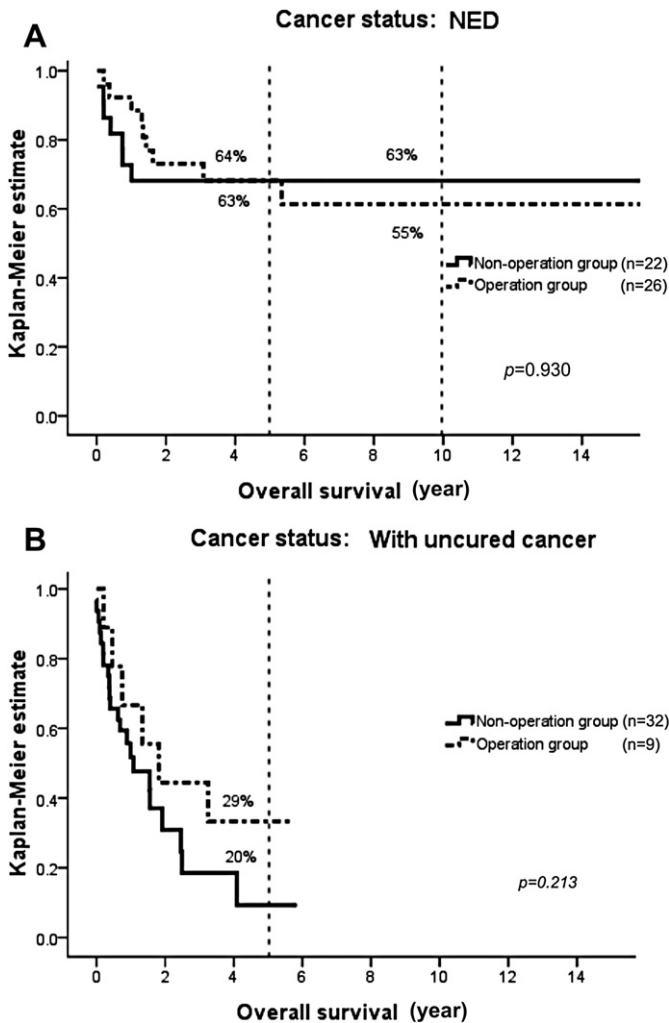 A
Cancer status: NED
Kaplan-Meier estimate
1.0
0.8
0.6
0.4
0.2
0.0
64%
63%
63%
55%
Non-operation group (n=22)
Operation group (n=26)
p=0.930
0 2 4 6 8 10 12 14
Overall survival (year)
B
Cancer status: With uncured cancer
Kaplan-Meier estimate
1.0
0.8
0.6
0.4
0.2
0.0
Non-operation group (n=32)
Operation group (n=9)
29%
20%
p=0.213
0 2 4 6 8 10 12 14
Overall survival (year)